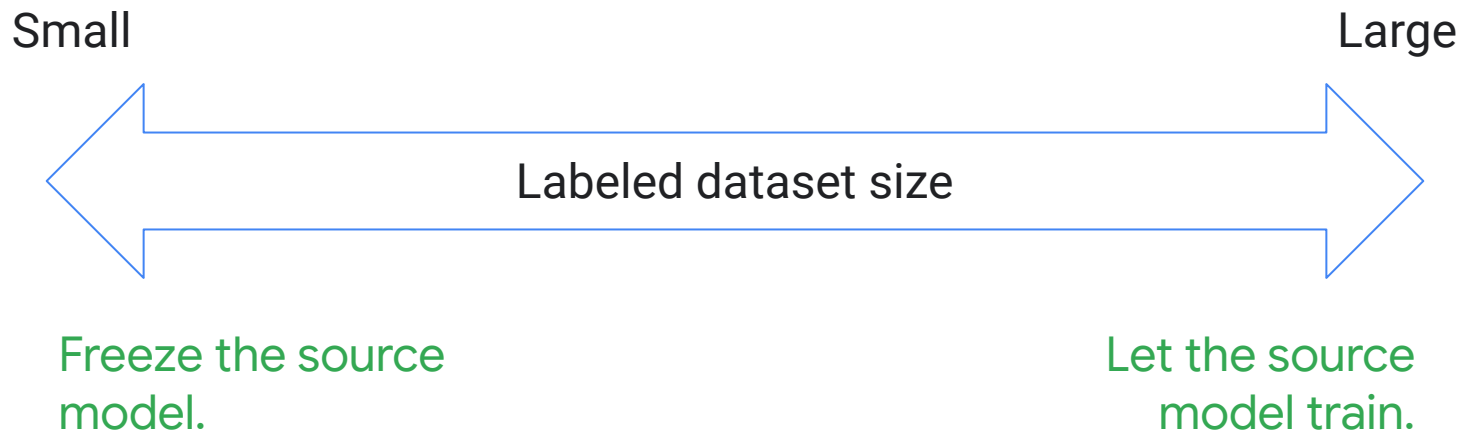 Small
Large
Labeled dataset size
Freeze the source
model.
Let the source
model train.